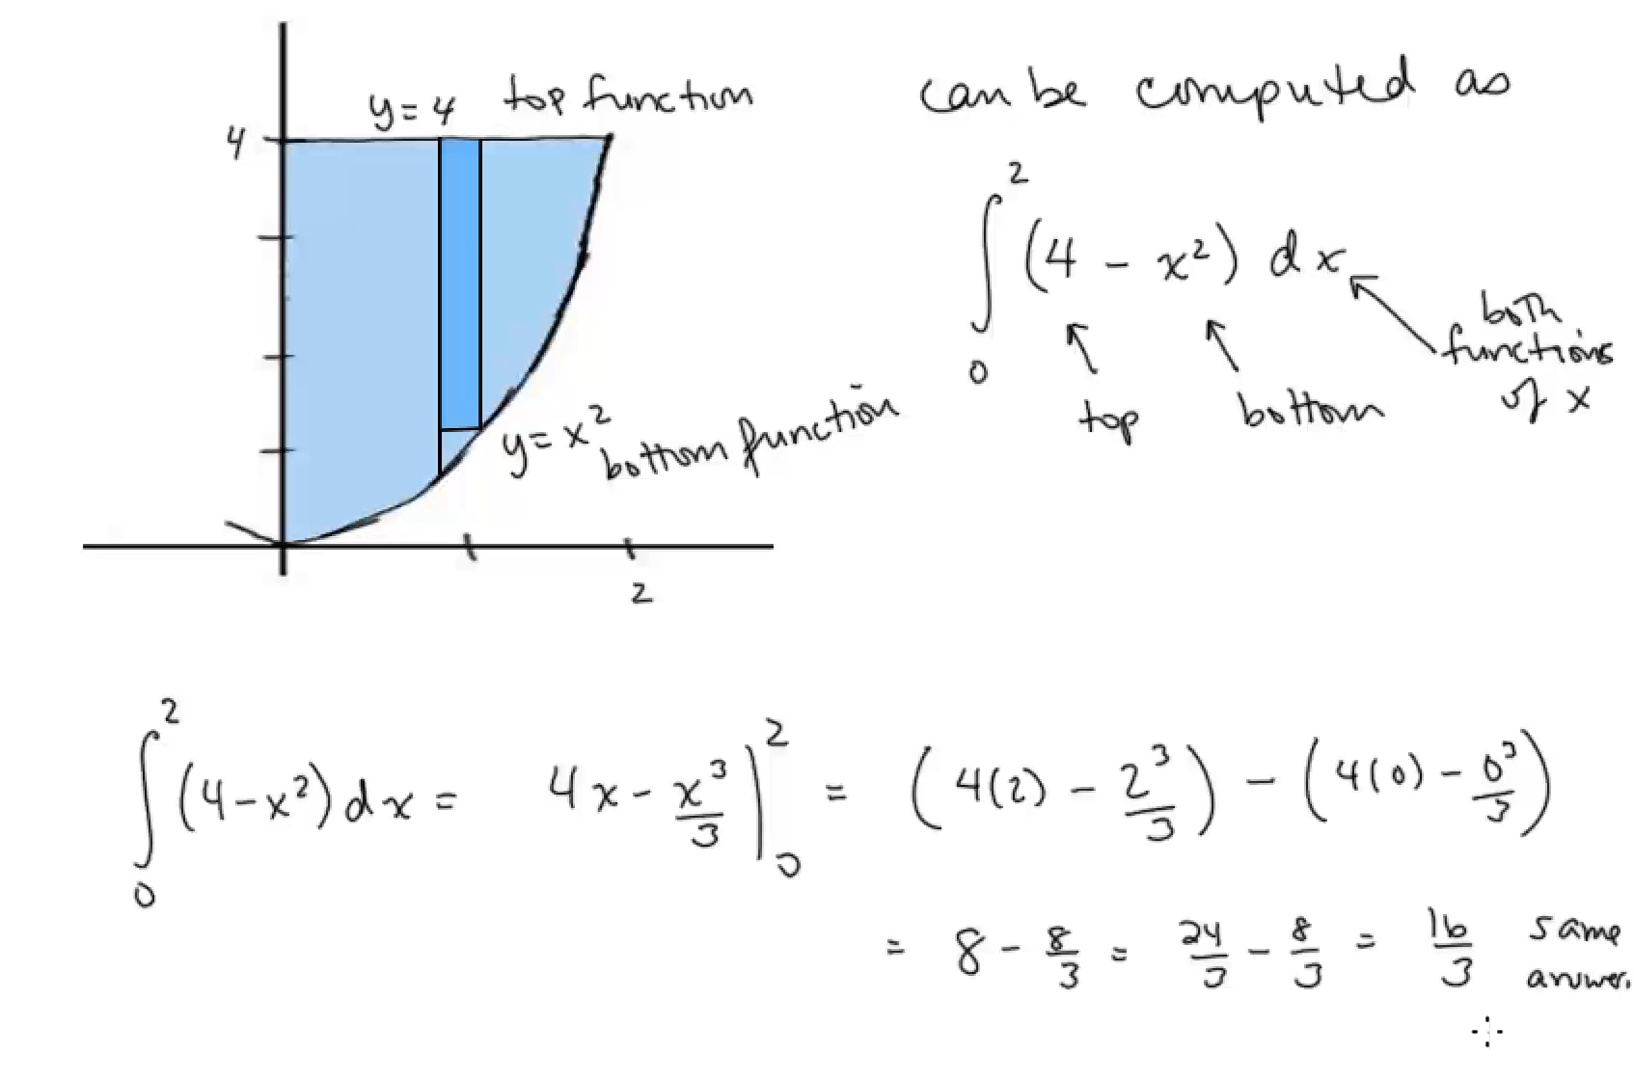 y = 4 top function
4
y = x²
bottom function
2
can be computed as
∫₀² (4 - x²) dx
top
bottom
both
functions
of x
∫₀² (4-x²) dx = 4x - x³/3 |₀² = (4(2) - 2³/3) - (4(0) - 0³/3)
= 8 - 8/3 = 24/3 - 8/3 = 16/3 same
answer.